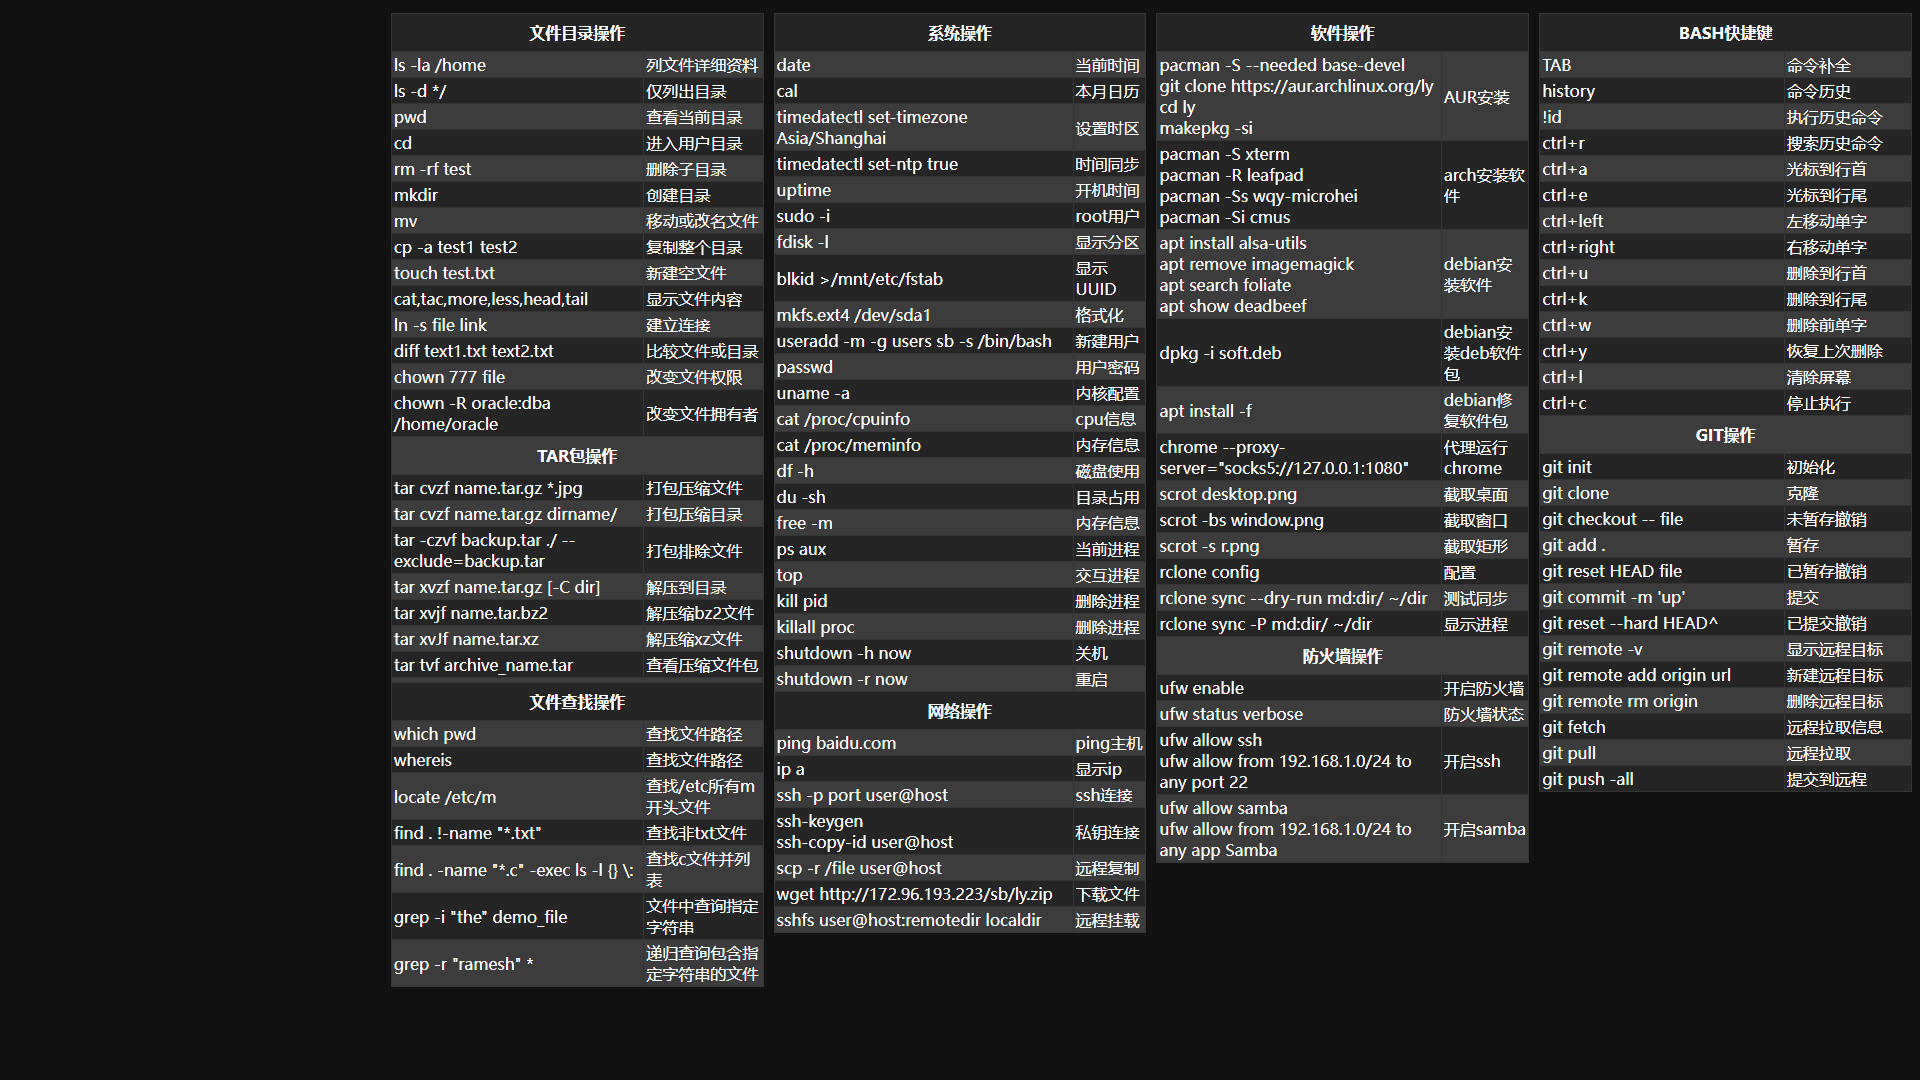 文件目录操作
ls -la /home 列文件详细资料
ls -d */ 仅列出目录
pwd 查看当前目录
cd 进入用户目录
rm -rf test 删除子目录
mkdir 创建目录
mv 移动或改名文件
cp -a test1 test2 复制整个目录
touch test.txt 新建空文件
cat,tac,more,less,head,tail 显示文件内容
ln -s file link 建立连接
diff text1.txt text2.txt 比较文件或目录
chown 777 file 改变文件权限
chown -R oracle:dba
/home/oracle
改变文件拥有者
TAR包操作
tar cvzf name.tar.gz *.jpg 打包压缩文件
tar cvzf name.tar.gz dirname/ 打包压缩目录
tar -czvf backup.tar ./ --
exclude=backup.tar
打包排除文件
tar xvzf name.tar.gz [-C dir] 解压到目录
tar xvjf name.tar.bz2 解压缩bz2文件
tar xvJf name.tar.xz 解压缩xz文件
tar tvf archive_name.tar 查看压缩文件包
文件查找操作
which pwd 查找文件路径
whereis 查找文件路径
locate /etc/m
查找/etc所有m
开头文件
find . !-name "*.txt" 查找非txt文件
find . -name "*.c" -exec ls -l {} \:
查找c文件并列
表
grep -i "the" demo_file
文件中查询指定
字符串
grep -r "ramesh" *
递归查询包含指
定字符串的文件
系统操作
date 当前时间
cal 本月日历
timedatectl set-timezone
Asia/Shanghai
设置时区
timedatectl set-ntp true 时间同步
uptime 开机时间
sudo -i root用户
fdisk -l 显示分区
blkid >/mnt/etc/fstab
显示
UUID
mkfs.ext4 /dev/sda1 格式化
useradd -m -g users sb -s /bin/bash 新建用户
passwd 用户密码
uname -a 内核配置
cat /proc/cpuinfo cpu信息
cat /proc/meminfo 内存信息
df -h 磁盘使用
du -sh 目录占用
free -m 内存信息
ps aux 当前进程
top 交互进程
kill pid 删除进程
killall proc 删除进程
shutdown -h now 关机
shutdown -r now 重启
网络操作
ping baidu.com ping主机
ip a 显示ip
ssh -p port user@host ssh连接
ssh-keygen
ssh-copy-id user@host
私钥连接
scp -r /file user@host 远程复制
wget http://172.96.193.223/sb/ly.zip 下载文件
sshfs user@host:remotedir localdir 远程挂载
软件操作
pacman -S --needed base-devel
git clone https://aur.archlinux.org/ly
cd ly
makepkg -si
AUR安装
pacman -S xterm
pacman -R leafpad
pacman -Ss wqy-microhei
pacman -Si cmus
arch安装软
件
apt install alsa-utils
apt remove imagemagick
apt search foliate
apt show deadbeef
debian安
装软件
dpkg -i soft.deb
debian安
装deb软件
包
apt install -f
debian修
复软件包
chrome --proxy-
server="socks5://127.0.0.1:1080"
代理运行
chrome
scrot desktop.png 截取桌面
scrot -bs window.png 截取窗口
scrot -s r.png 截取矩形
rclone config 配置
rclone sync --dry-run md:dir/ ~/dir 测试同步
rclone sync -P md:dir/ ~/dir 显示进程
防火墙操作
ufw enable 开启防火墙
ufw status verbose 防火墙状态
ufw allow ssh
ufw allow from 192.168.1.0/24 to
any port 22
开启ssh
ufw allow samba
ufw allow from 192.168.1.0/24 to
any app Samba
开启samba
BASH快捷键
TAB 命令补全
history 命令历史
!id 执行历史命令
ctrl+r 搜索历史命令
ctrl+a 光标到行首
ctrl+e 光标到行尾
ctrl+left 左移动单字
ctrl+right 右移动单字
ctrl+u 删除到行首
ctrl+k 删除到行尾
ctrl+w 删除前单字
ctrl+y 恢复上次删除
ctrl+l 清除屏幕
ctrl+c 停止执行
GIT操作
git init 初始化
git clone 克隆
git checkout -- file 未暂存撤销
git add . 暂存
git reset HEAD file 已暂存撤销
git commit -m 'up' 提交
git reset --hard HEAD^ 已提交撤销
git remote -v 显示远程目标
git remote add origin url 新建远程目标
git remote rm origin 删除远程目标
git fetch 远程拉取信息
git pull 远程拉取
git push -all 提交到远程